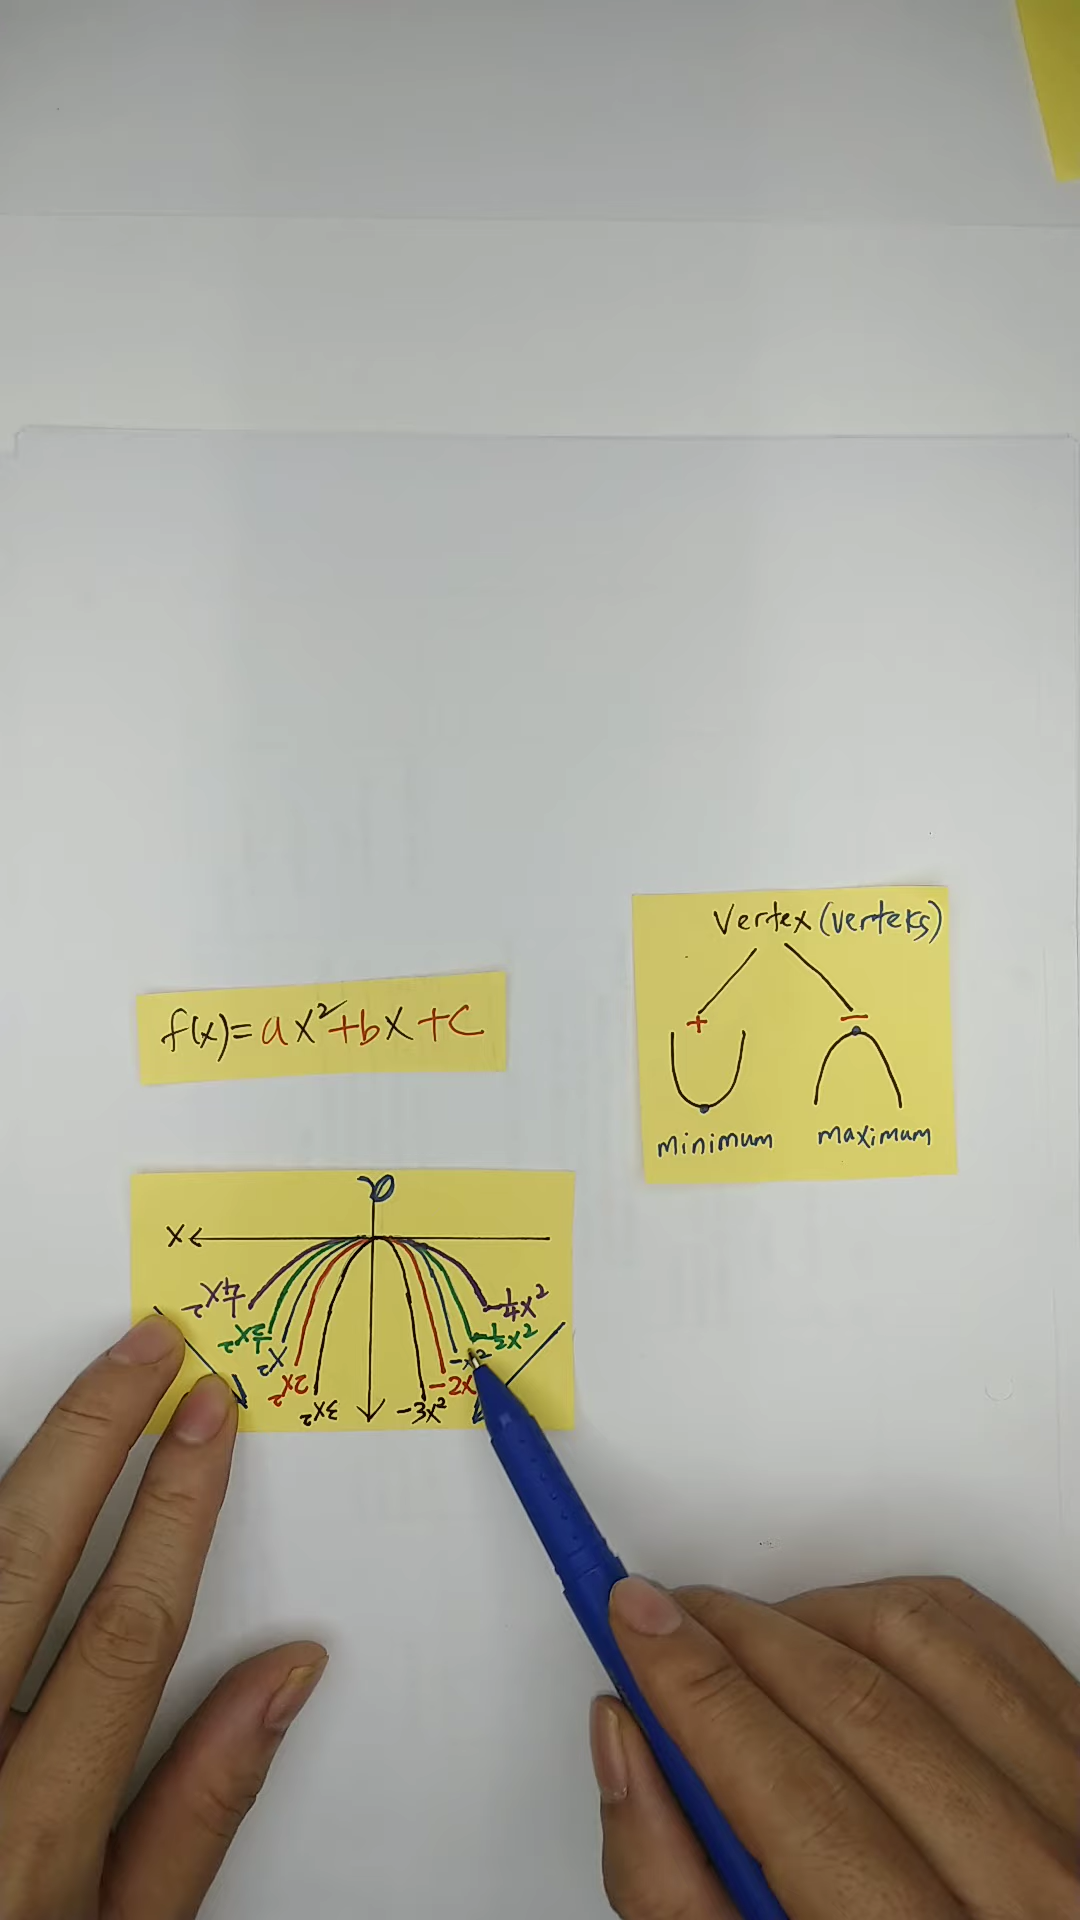 f(x)=ax²+bx+c
Vertex (verteks)
+ −
minimum maximum
x
¼x² -¼x²
½x² -½x²
x² -x²
2x² -2x
3x² -3x²